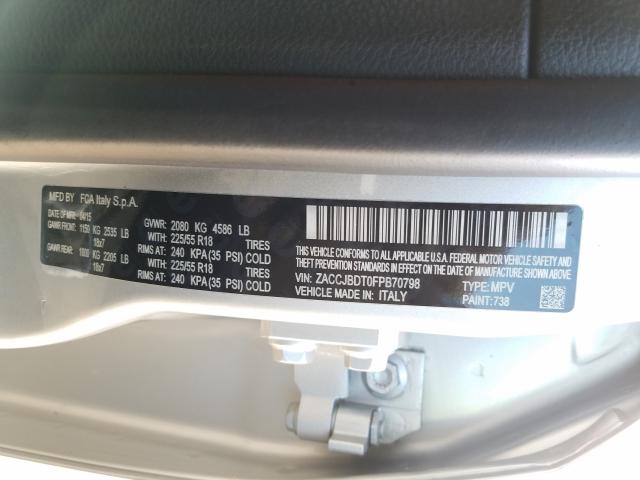 MFD BY FCA Italy S.p.A.
DATE OF MFR: 04/15 GVWR: 2080 KG 4586 LB
GAWR FRONT: 1150 KG 2535 LB WITH: 225/55 R18 TIRES
18x7 RIMS AT: 240 KPA (35 PSI) COLD
GAWR REAR: 1000 KG 2205 LB WITH: 225/55 R18 TIRES
18x7 RIMS AT: 240 KPA (35 PSI) COLD
THIS VEHICLE CONFORMS TO ALL APPLICABLE U.S.A. FEDERAL MOTOR VEHICLE SAFETY,
BUMPER, AND THEFT PREVENTION STANDARDS IN EFFECT ON THE DATE OF MANUFACTURE SHOWN ABOVE.
VIN: ZACCJBDT0FPB70798 TYPE: MPV
VEHICLE MADE IN: ITALY PAINT: 738